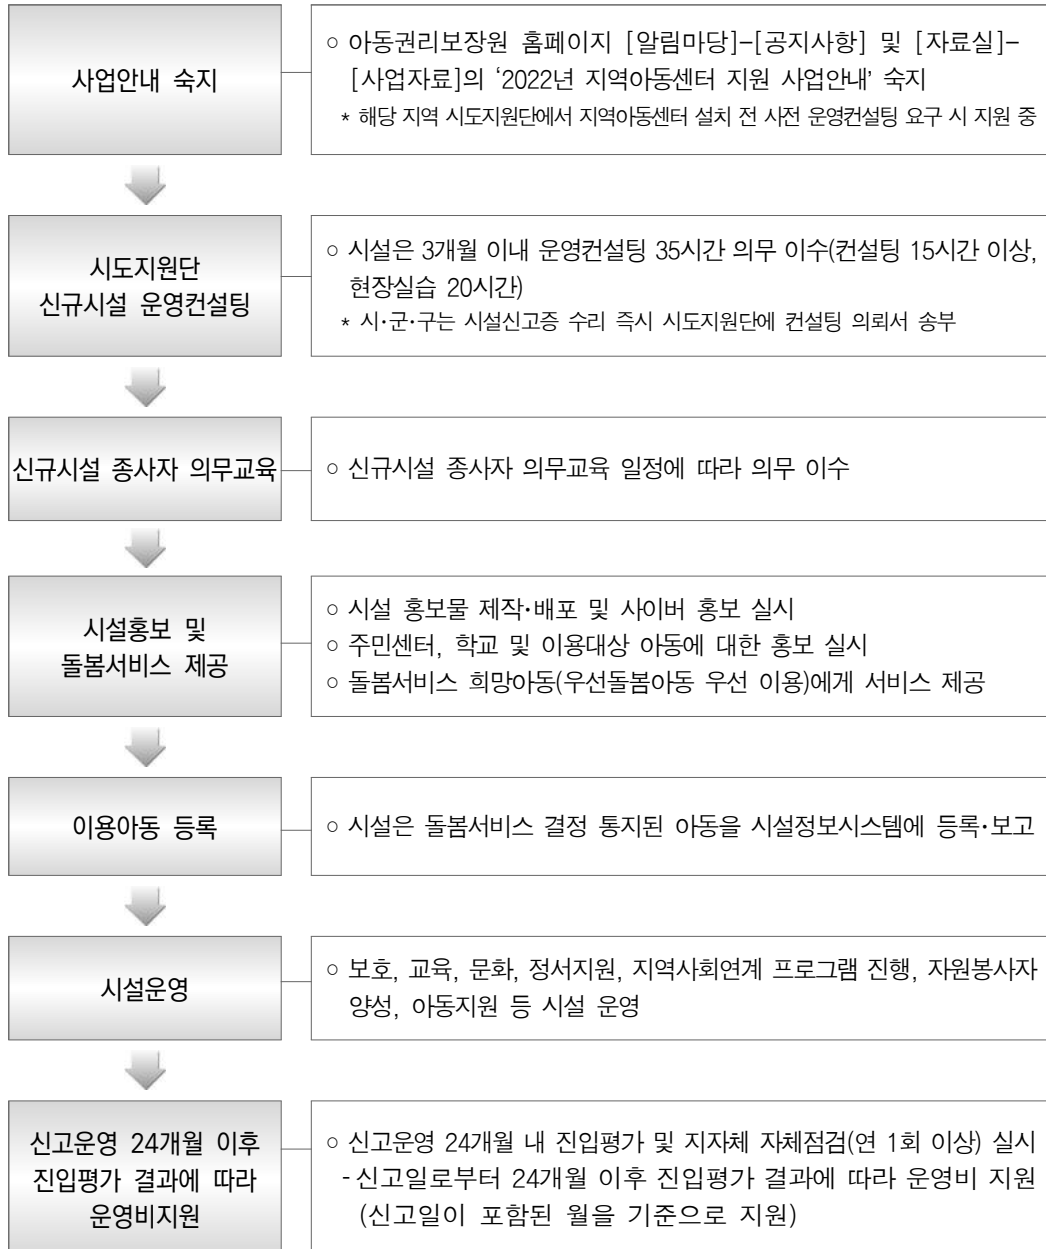 사업안내 숙지
○ 아동권리보장원 홈페이지 [알림마당]-[공지사항] 및 [자료실]-
[사업자료]의 ‘2022년 지역아동센터 지원 사업안내’ 숙지
* 해당 지역 시도지원단에서 지역아동센터 설치 전 사전 운영컨설팅 요구 시 지원 중
시도지원단
신규시설 운영컨설팅
○ 시설은 3개월 이내 운영컨설팅 35시간 의무 이수(컨설팅 15시간 이상,
현장실습 20시간)
* 시·군·구는 시설신고증 수리 즉시 시도지원단에 컨설팅 의뢰서 송부
신규시설 종사자 의무교육
○ 신규시설 종사자 의무교육 일정에 따라 의무 이수
시설홍보 및
돌봄서비스 제공
○ 시설 홍보물 제작·배포 및 사이버 홍보 실시
○ 주민센터, 학교 및 이용대상 아동에 대한 홍보 실시
○ 돌봄서비스 희망아동(우선돌봄아동 우선 이용)에게 서비스 제공
이용아동 등록
○ 시설은 돌봄서비스 결정 통지된 아동을 시설정보시스템에 등록·보고
시설운영
○ 보호, 교육, 문화, 정서지원, 지역사회연계 프로그램 진행, 자원봉사자
양성, 아동지원 등 시설 운영
신고운영 24개월 이후
진입평가 결과에 따라
운영비지원
○ 신고운영 24개월 내 진입평가 및 지자체 자체점검(연 1회 이상) 실시
- 신고일로부터 24개월 이후 진입평가 결과에 따라 운영비 지원
(신고일이 포함된 월을 기준으로 지원)